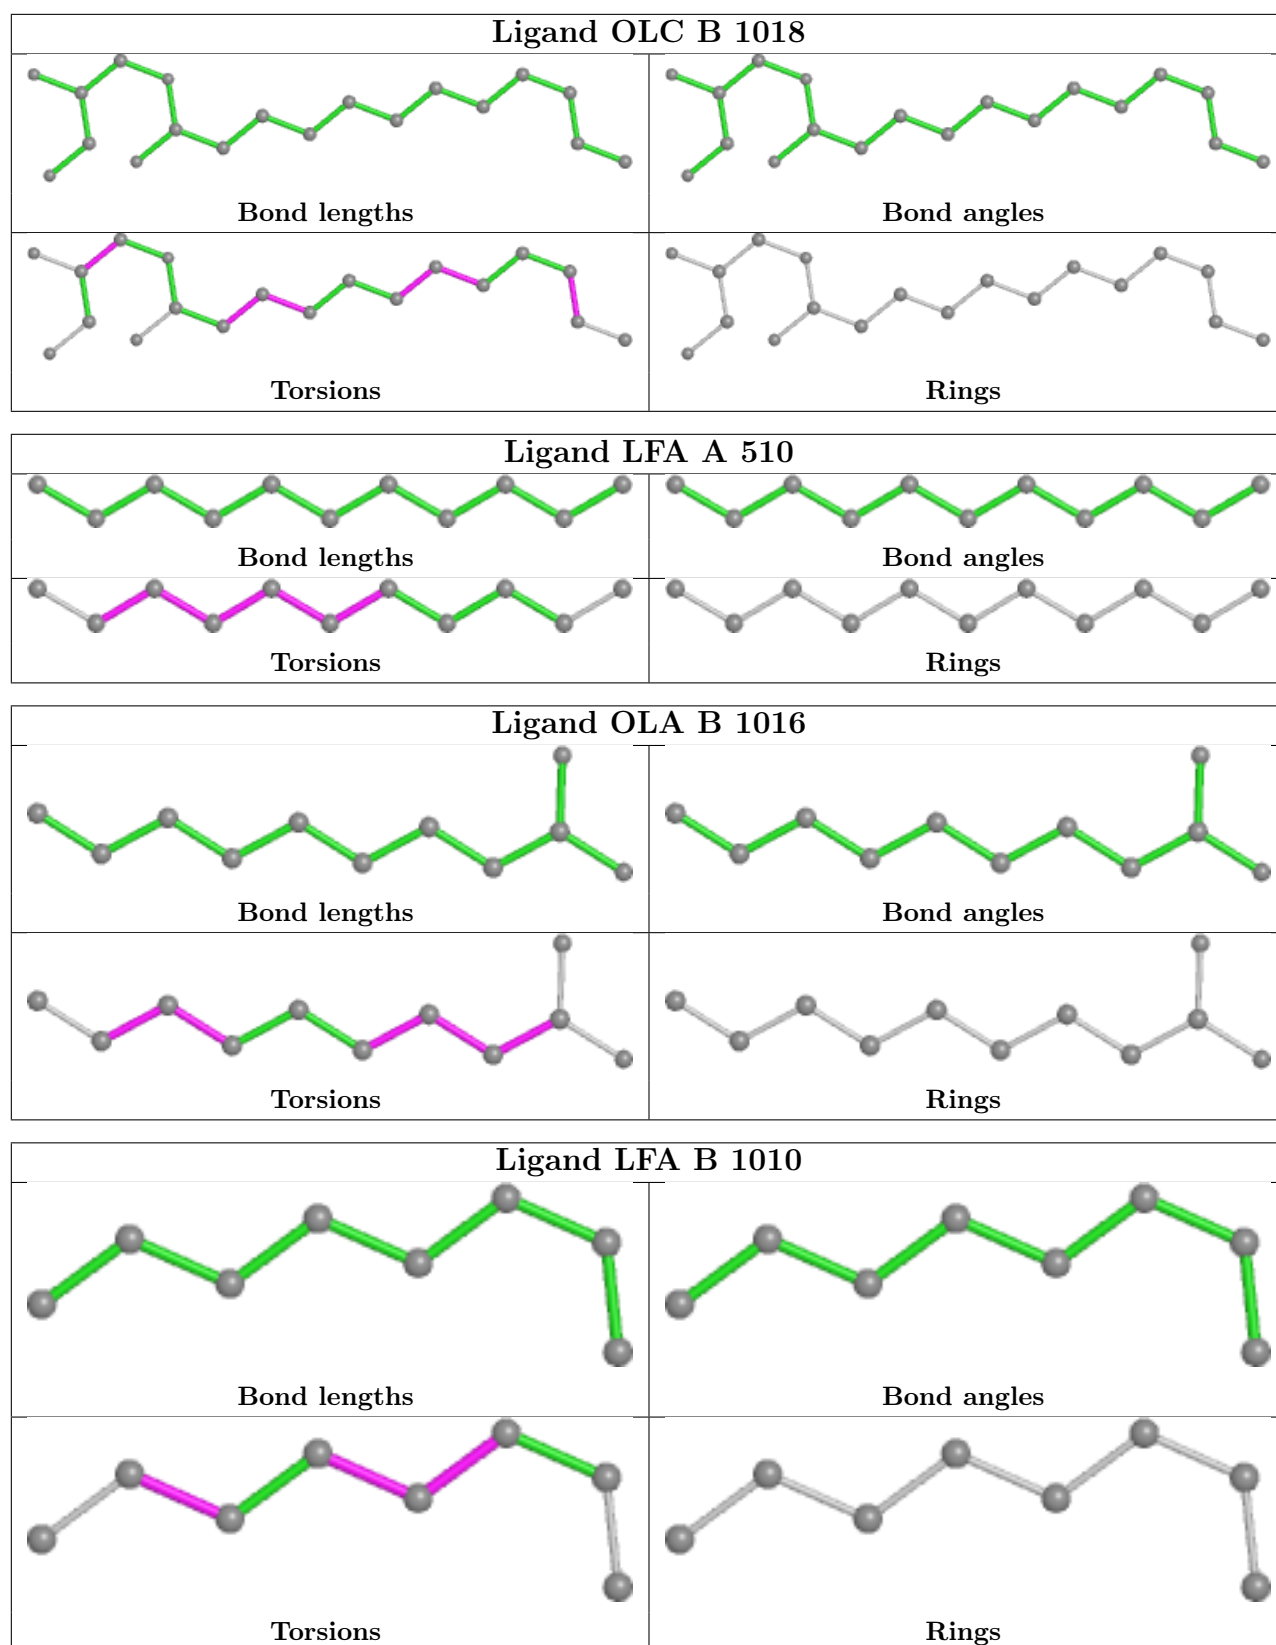 Ligand OLC B 1018
Bond lengths
Bond angles
Torsions
Rings
Ligand LFA A 510
Bond lengths
Bond angles
Torsions
Rings
Ligand OLA B 1016
Bond lengths
Bond angles
Torsions
Rings
Ligand LFA B 1010
Bond lengths
Bond angles
Torsions
Rings